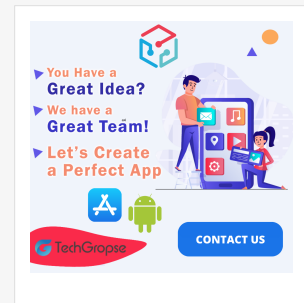 You Have a
Great Idea?
We have a
Great Team!
Let's Create
a Perfect App
TechGropse
CONTACT US